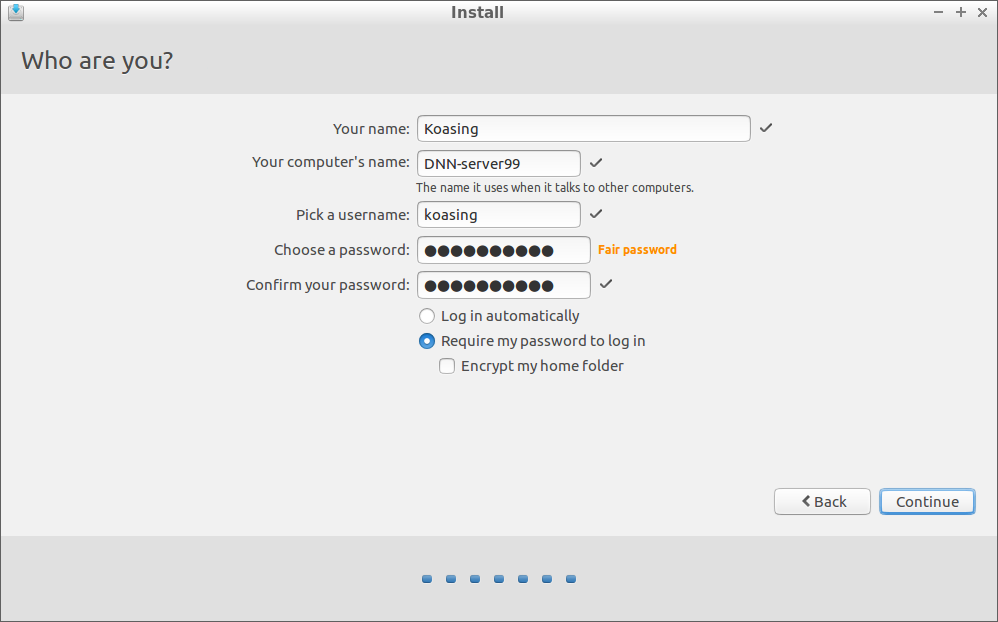 Install
Who are you?
Your name: Koasing
Your computer's name: DNN-server99
The name it uses when it talks to other computers.
Pick a username: koasing
Choose a password: ●●●●●●●●●● Fair password
Confirm your password: ●●●●●●●●●●
Log in automatically
Require my password to log in
Encrypt my home folder
Back Continue